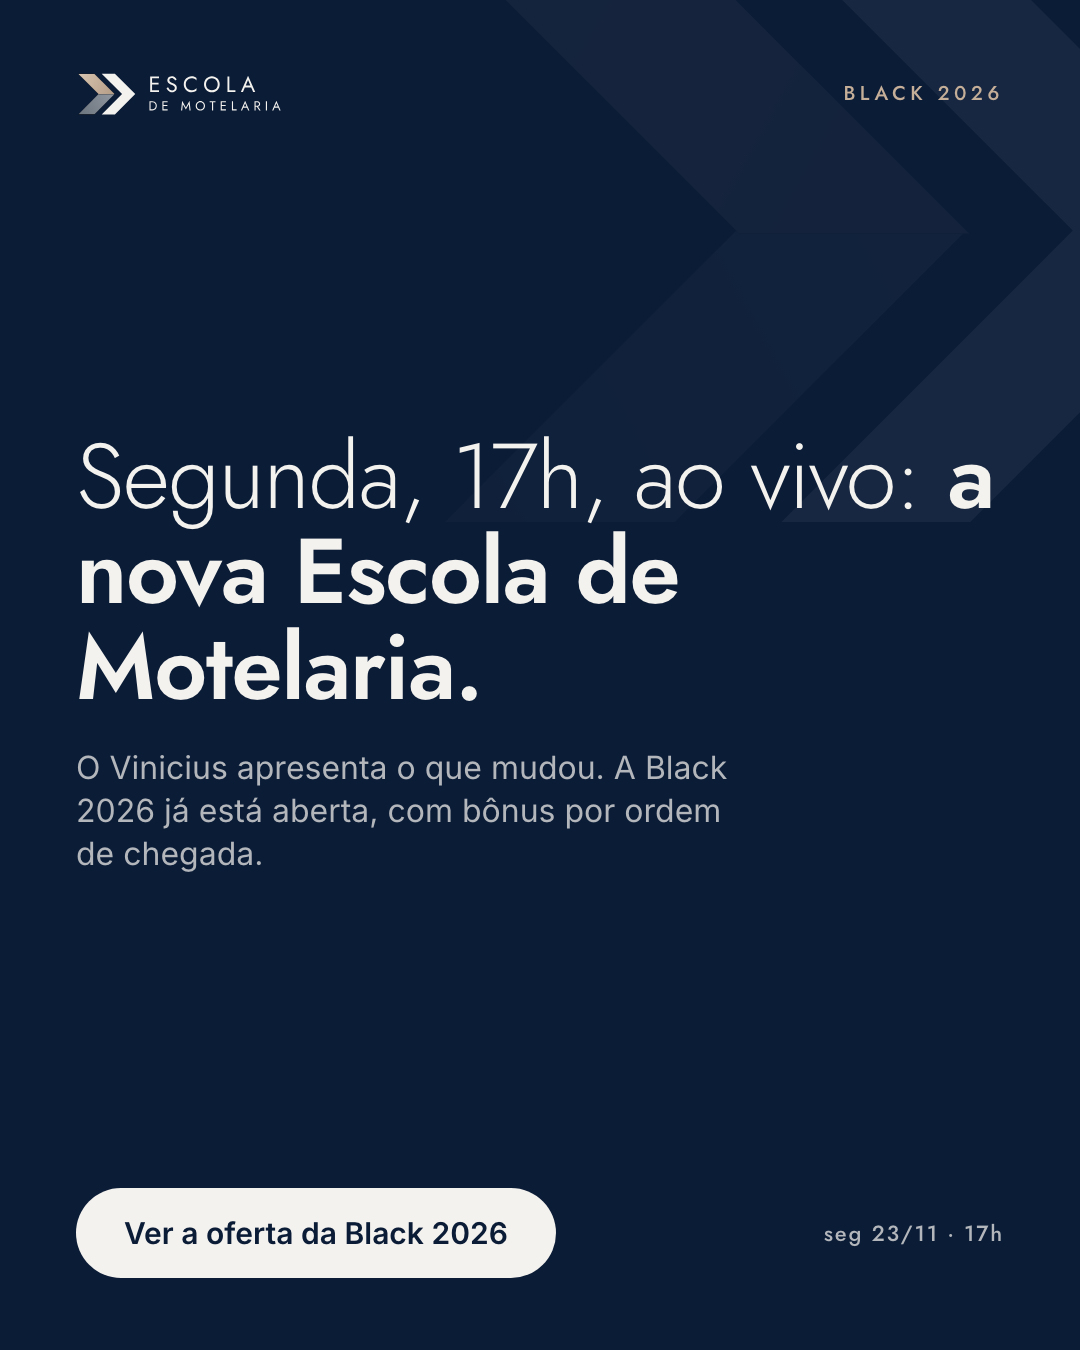 ESCOLA
DE MOTELARIA
BLACK 2026
Segunda, 17h, ao vivo: a
nova Escola de
Motelaria.
O Vinicius apresenta o que mudou. A Black
2026 já está aberta, com bônus por ordem
de chegada.
Ver a oferta da Black 2026
seg 23/11 · 17h